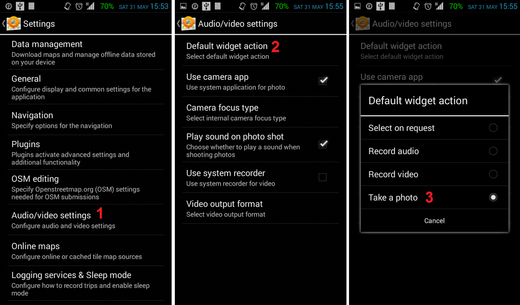 70% SAT 31 MAY 15:53
Settings
Data management
Download maps and manage offline data stored
on your device
General
Configure display and common settings for the
application
Navigation
Specify options for the navigation
Plugins
Plugins activate advanced settings and
additional functionality
OSM editing
Specify Openstreetmap.org (OSM) settings
needed for OSM submissions
Audio/video settings 1
Configure audio and video settings
Online maps
Configure online or cached tile map sources
Logging services & Sleep mode
Configure how to record trips and enable sleep
mode
70% SAT 31 MAY 15:55
Audio/video settings
Default widget action 2
Select default widget action
Use camera app
Use system application for photo
Camera focus type
Select internal camera focus type
Play sound on photo shot
Choose whether to play a sound when
shooting photos
Use system recorder
Use system recorder for video
Video output format
Select video output format
70% SAT 31 MAY 15:55
Audio/video settings
Default widget action
Select default widget action
Use camera app
Default widget action
Select on request
Record audio
Record video
Take a photo 3
Cancel